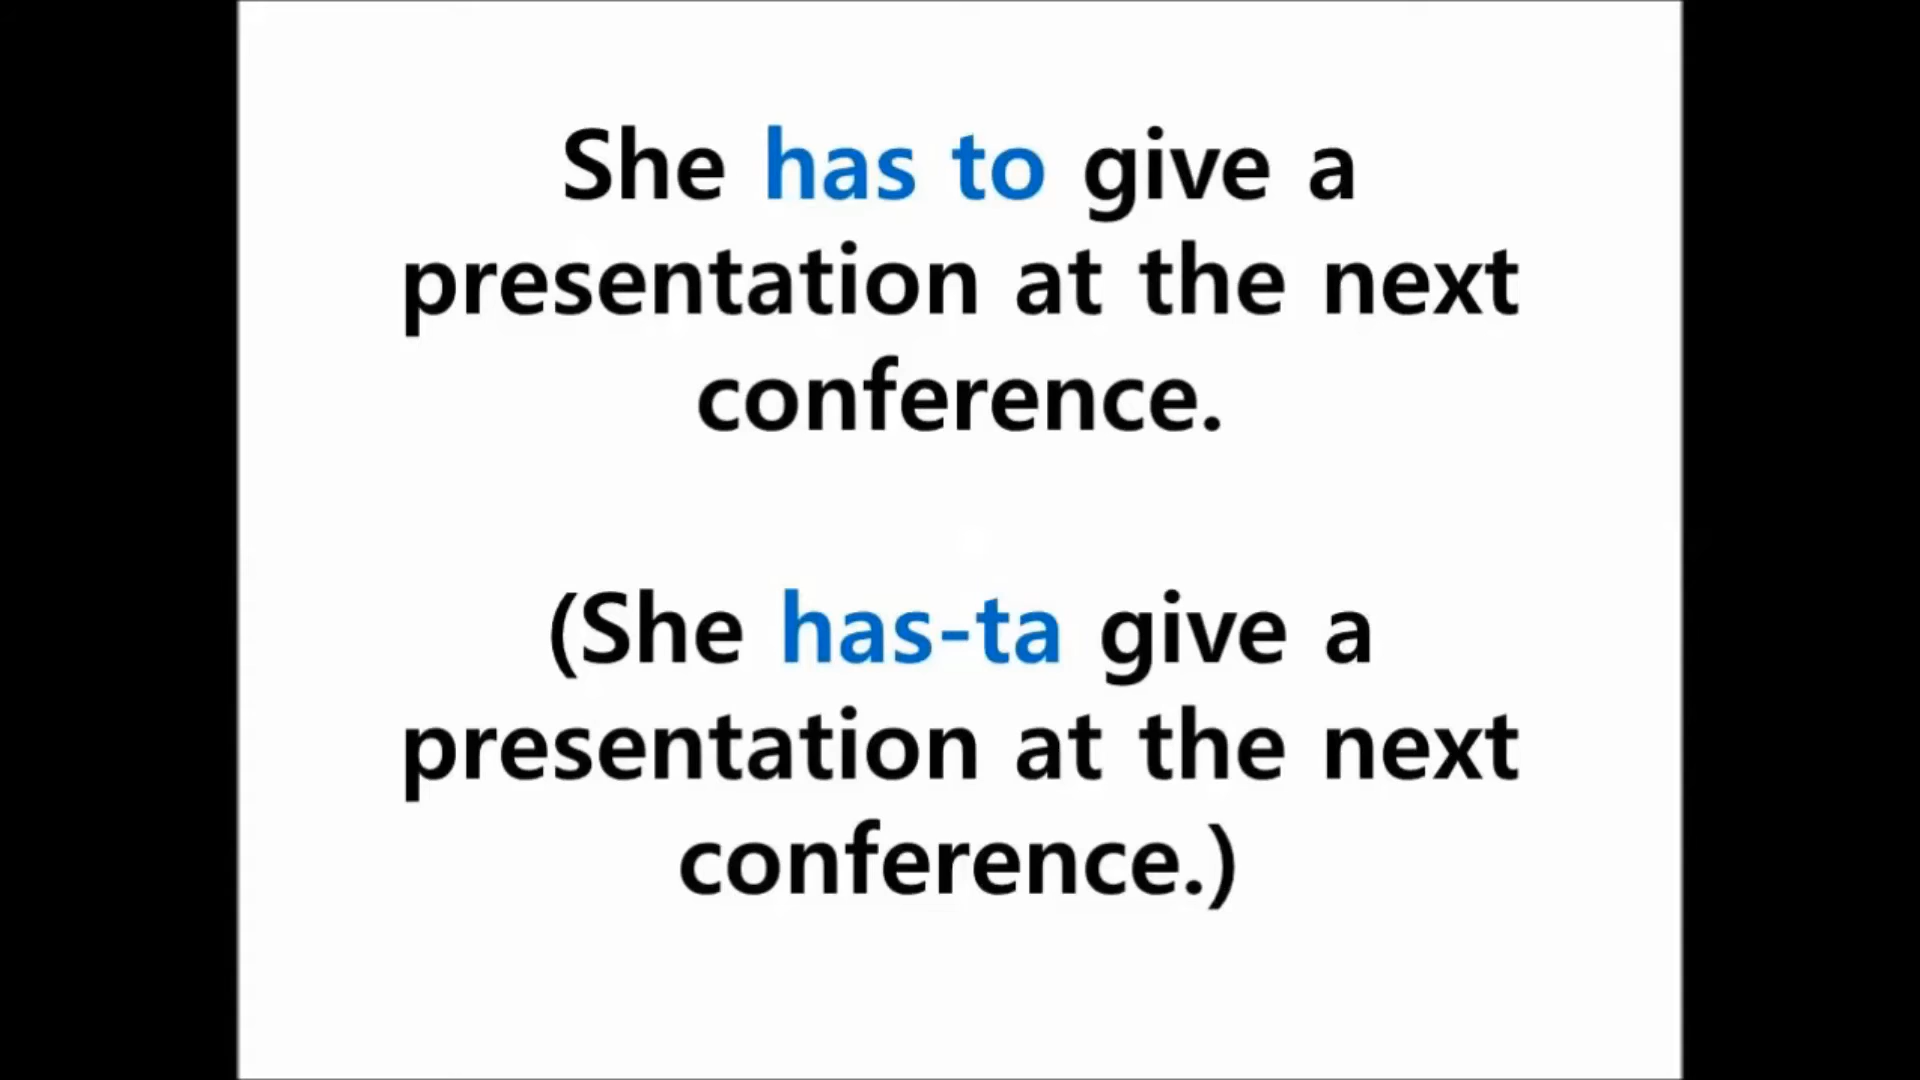 She has to give a
presentation at the next
conference.
(She has-ta give a
presentation at the next
conference.)